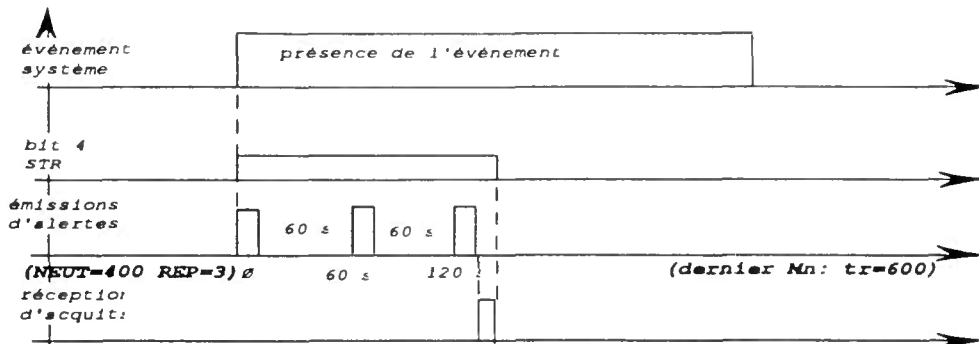 événement
système
présence de l'événement
bit 4
STR
émissions
d'alertes
60 s
60 s
(NEUT=400 REP=3) Ø
60 s
120
(dernier Mn: tr=600)
réception
d'acquit: